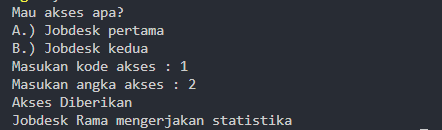 Mau akses apa?
A.) Jobdesk pertama
B.) Jobdesk kedua
Masukan kode akses : 1
Masukan angka akses : 2
Akses Diberikan
Jobdesk Rama mengerjakan statistika